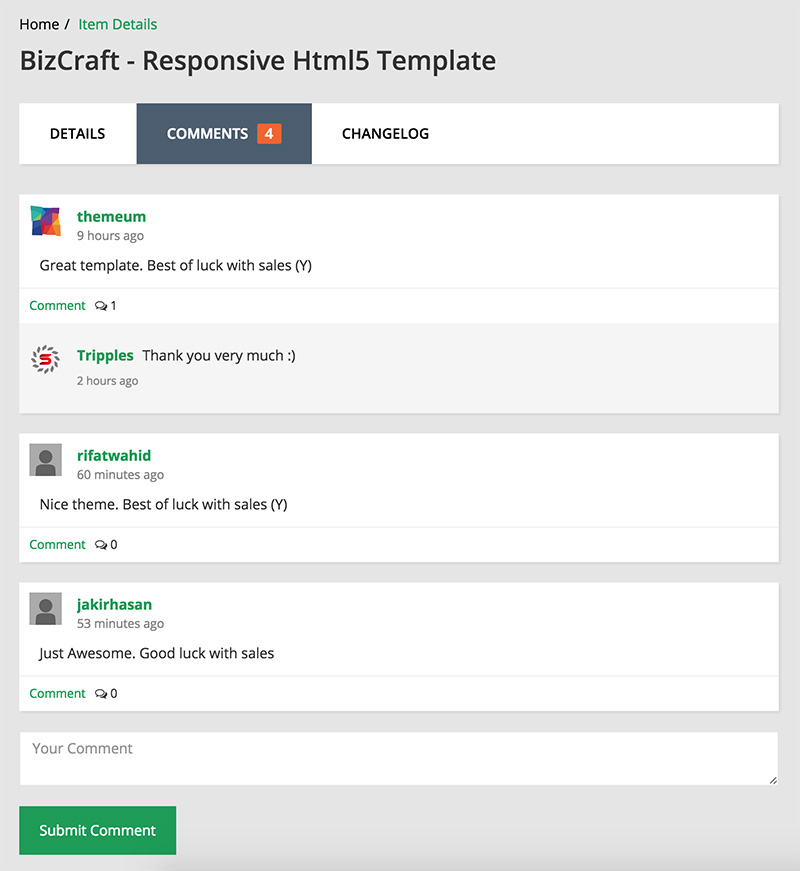 Home / Item Details
BizCraft - Responsive Html5 Template
DETAILS COMMENTS 4 CHANGELOG
themeum
9 hours ago
Great template. Best of luck with sales (Y)
Comment 1
Tripples Thank you very much :)
2 hours ago
rifatwahid
60 minutes ago
Nice theme. Best of luck with sales (Y)
Comment 0
jakirhasan
53 minutes ago
Just Awesome. Good luck with sales
Comment 0
Your Comment
Submit Comment